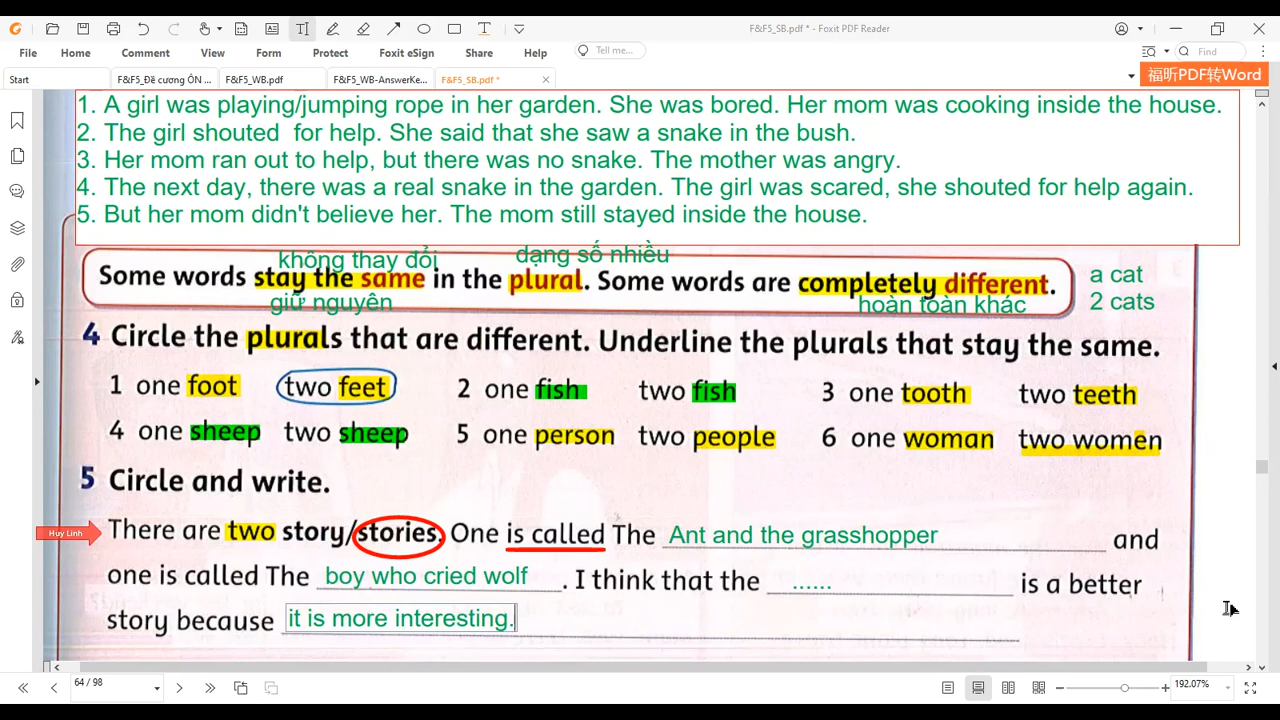 F&F5_SB.pdf * - Foxit PDF Reader
File Home Comment View Form Protect Foxit eSign Share Help Tell me... Find
Start F&F5_Đề cương ÔN ... F&F5_WB.pdf F&F5_WB-AnswerKe... F&F5_SB.pdf *
福昕PDF转Word
1. A girl was playing/jumping rope in her garden. She was bored. Her mom was cooking inside the house.
2. The girl shouted for help. She said that she saw a snake in the bush.
3. Her mom ran out to help, but there was no snake. The mother was angry.
4. The next day, there was a real snake in the garden. The girl was scared, she shouted for help again.
5. But her mom didn't believe her. The mom still stayed inside the house.
không thay đổi dạng số nhiều
Some words stay the same in the plural. Some words are completely different.
giữ nguyên hoàn toàn khác
a cat
2 cats
4 Circle the plurals that are different. Underline the plurals that stay the same.
1 one foot two feet 2 one fish two fish 3 one tooth two teeth
4 one sheep two sheep 5 one person two people 6 one woman two women
5 Circle and write.
Huy Linh
There are two story/stories. One is called The Ant and the grasshopper and
one is called The boy who cried wolf . I think that the ...... is a better
story because it is more interesting.
64 / 98 192.07%